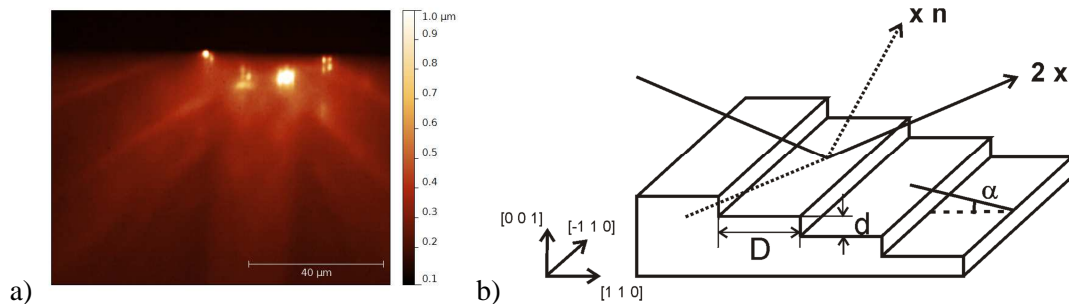 1.0 µm
0.9
0.8
0.7
0.6
0.5
0.4
0.3
0.2
0.1
40 µm
a)
x n
2 x
α
d
D
[0 0 1]
[-1 1 0]
[1 1 0]
b)